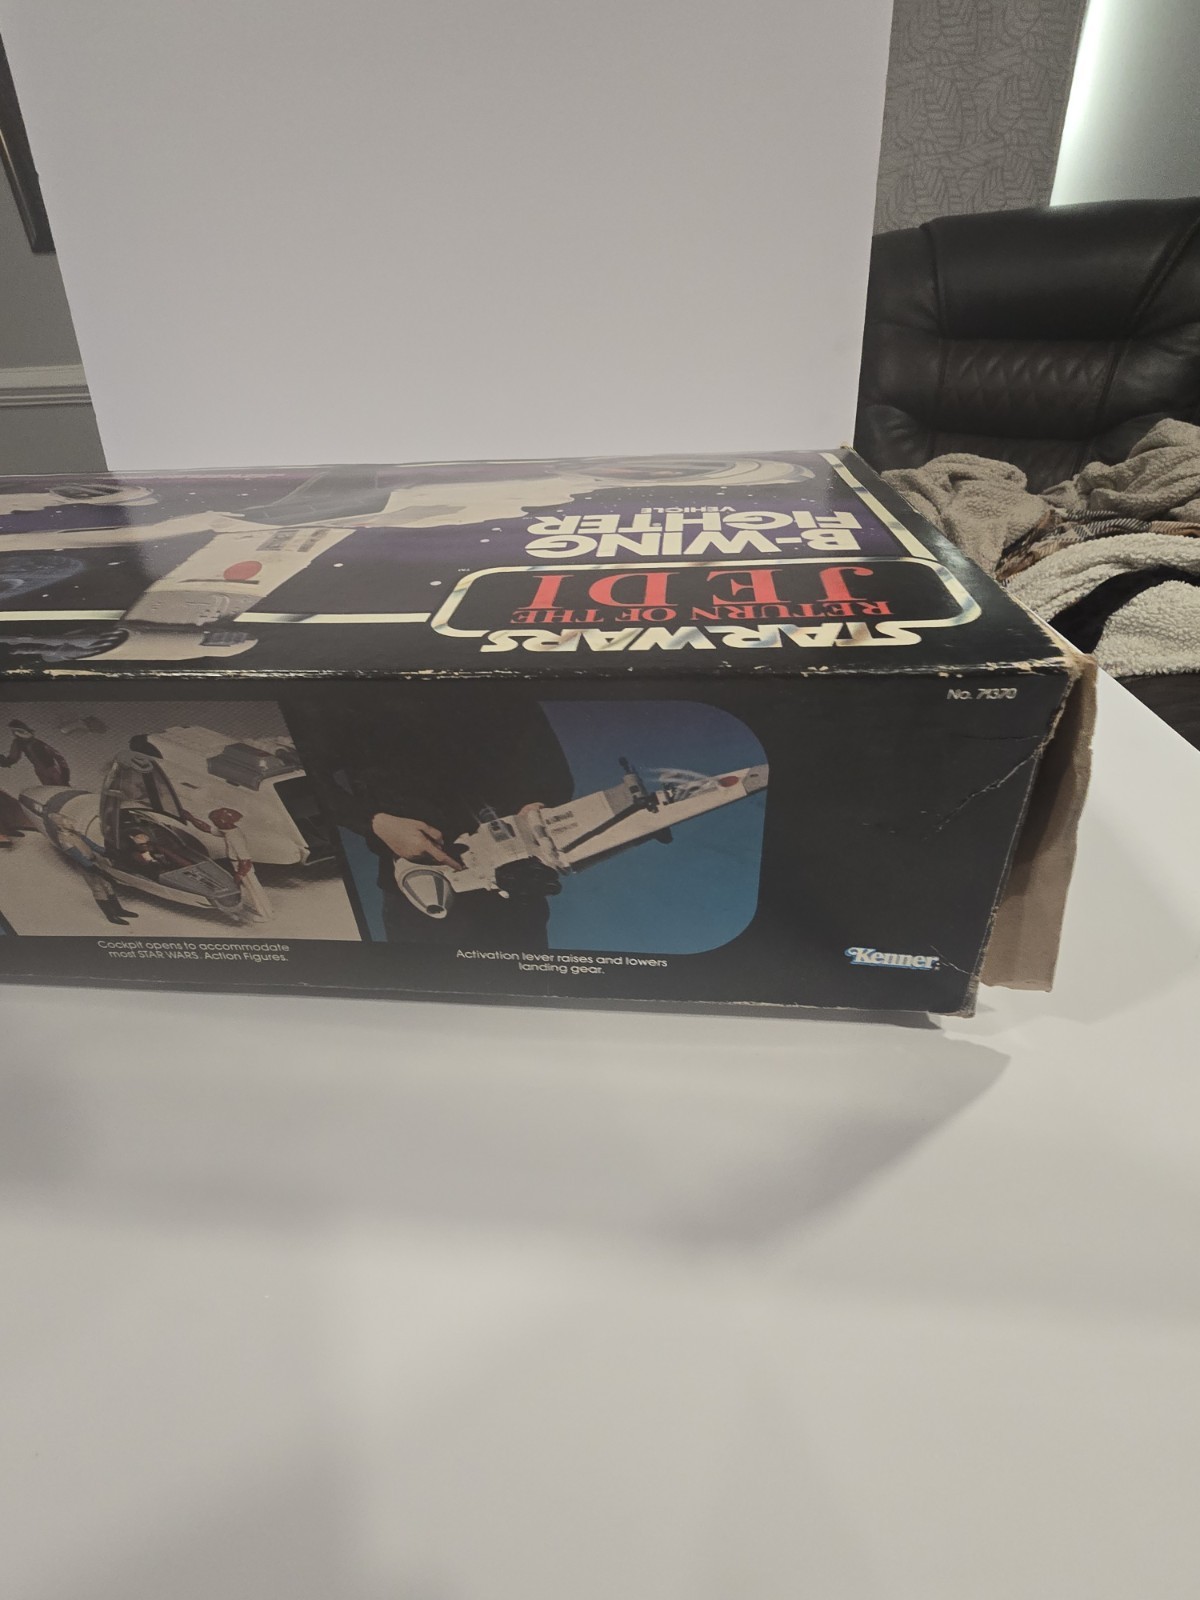 STAR WARS
RETURN OF THE
JEDI
B-WING
FIGHTER
VEHICLE
No. 71370
Cockpit opens to accommodate
most STAR WARS. Action Figures.
Activation lever raises and lowers
landing gear.
Kenner